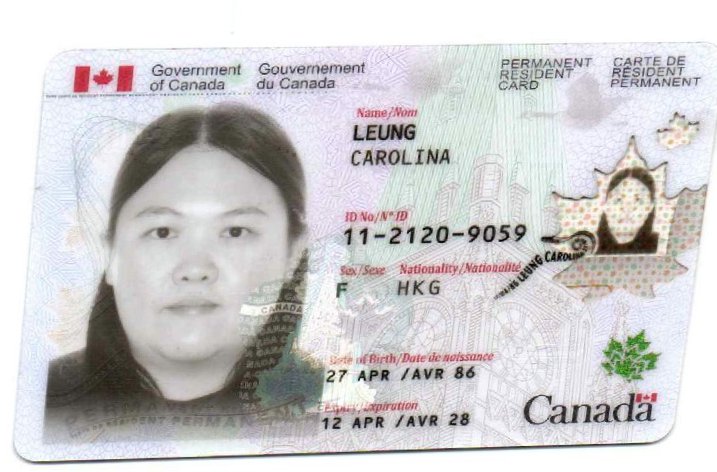 Government of Canada
Gouvernement du Canada
PERMANENT RESIDENT CARD
CARTE DE RÉSIDENT PERMANENT
Name/Nom
LEUNG
CAROLINA
ID No/Nº ID
11-2120-9059
Sex/Sexe Nationality/Nationalité
F HKG
LEUNG CAROLIN
CANADA
Date of Birth/Date de naissance
27 APR /AVR 86
Expiry/Expiration
12 APR /AVR 28
Canada